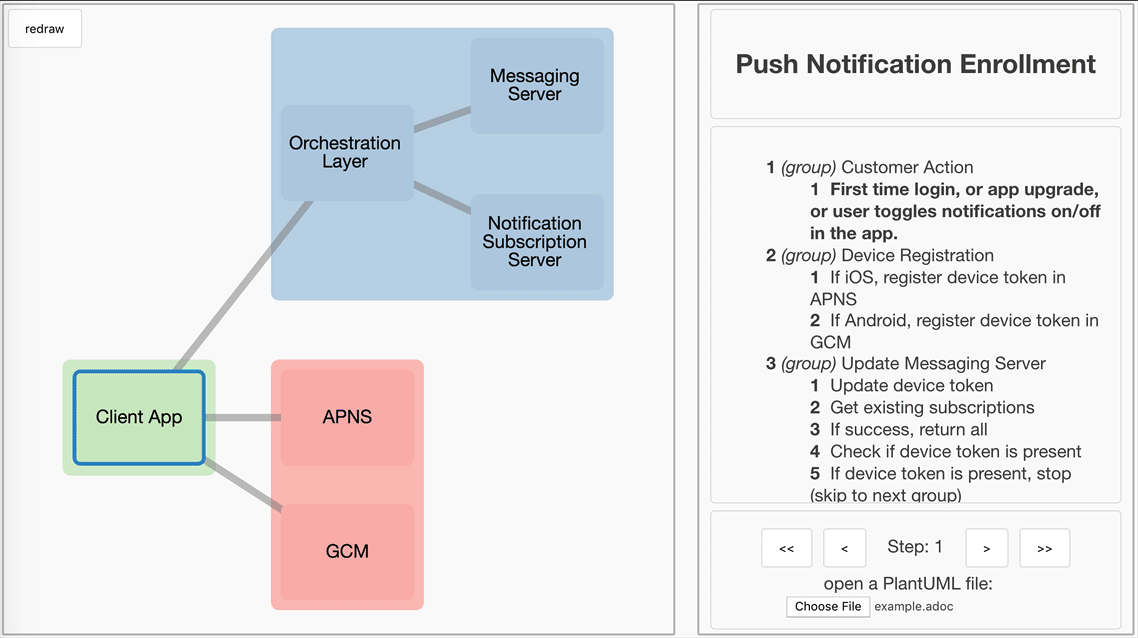 redraw
Messaging
Server
Orchestration
Layer
Notification
Subscription
Server
Client App
APNS
GCM
Push Notification Enrollment
1 (group) Customer Action
1 First time login, or app upgrade,
or user toggles notifications on/off
in the app.
2 (group) Device Registration
1 If iOS, register device token in
APNS
2 If Android, register device token in
GCM
3 (group) Update Messaging Server
1 Update device token
2 Get existing subscriptions
3 If success, return all
4 Check if device token is present
5 If device token is present, stop
(skip to next group)
<< < Step: 1 > >>
open a PlantUML file:
Choose File example.adoc